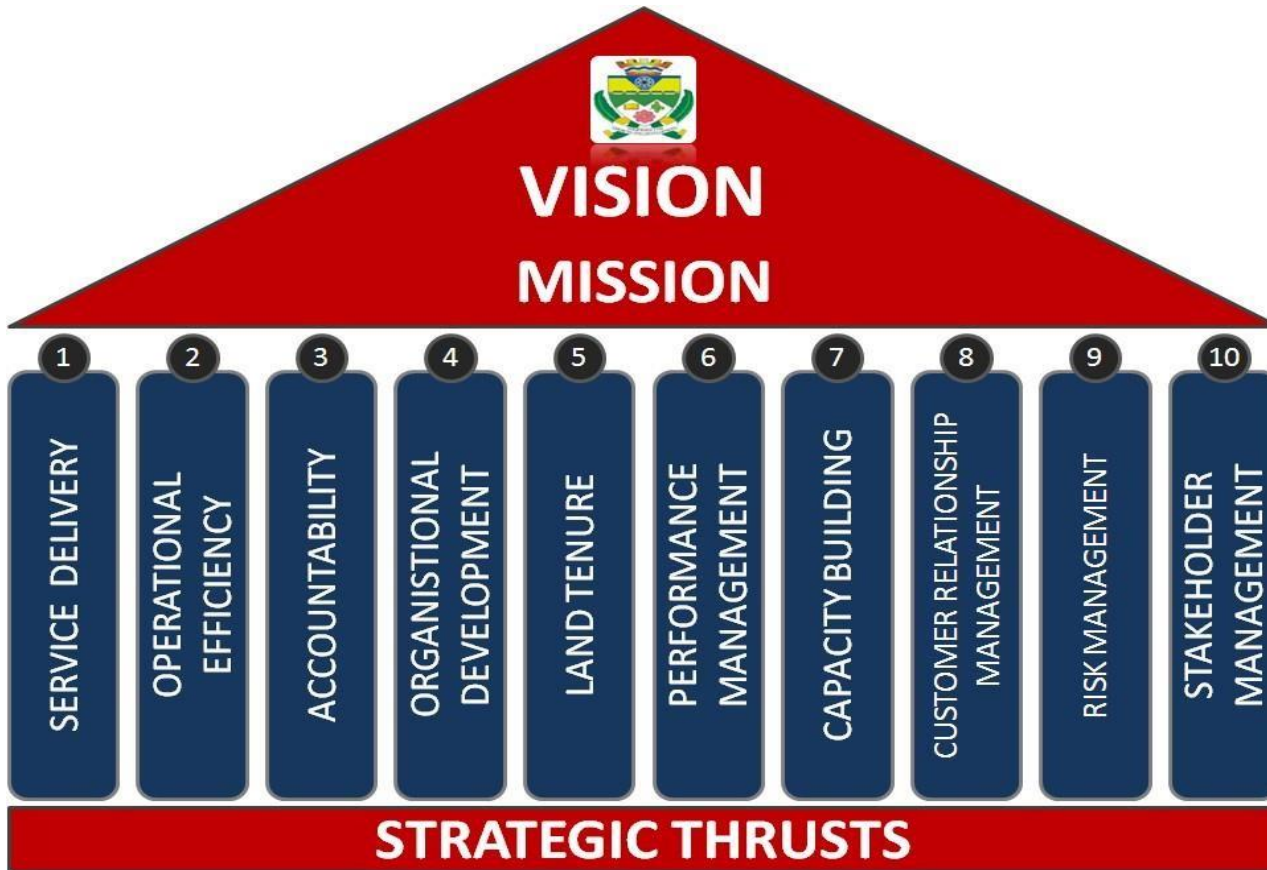 VISION
MISSION
1
SERVICE DELIVERY
2
OPERATIONAL
EFFICIENCY
3
ACCOUNTABILITY
4
ORGANISTIONAL
DEVELOPMENT
5
LAND TENURE
6
PERFORMANCE
MANAGEMENT
7
CAPACITY BUILDING
8
CUSTOMER RELATIONSHIP
MANAGEMENT
9
RISK MANAGEMENT
10
STAKEHOLDER
MANAGEMENT
STRATEGIC THRUSTS